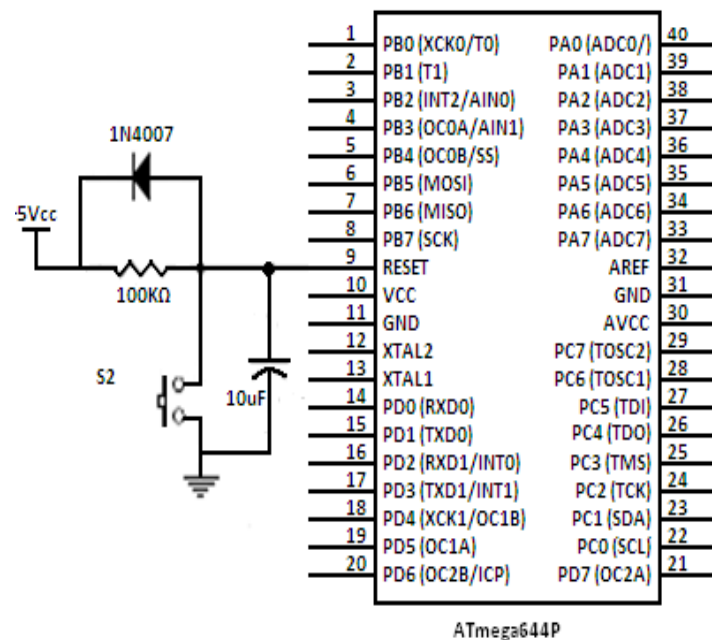 1N4007
5Vcc
100KΩ
S2
10uF
1 PB0 (XCK0/T0) PA0 (ADC0/) 40
2 PB1 (T1) PA1 (ADC1) 39
3 PB2 (INT2/AIN0) PA2 (ADC2) 38
4 PB3 (OC0A/AIN1) PA3 (ADC3) 37
5 PB4 (OC0B/SS) PA4 (ADC4) 36
6 PB5 (MOSI) PA5 (ADC5) 35
7 PB6 (MISO) PA6 (ADC6) 34
8 PB7 (SCK) PA7 (ADC7) 33
9 RESET AREF 32
10 VCC GND 31
11 GND AVCC 30
12 XTAL2 PC7 (TOSC2) 29
13 XTAL1 PC6 (TOSC1) 28
14 PD0 (RXD0) PC5 (TDI) 27
15 PD1 (TXD0) PC4 (TDO) 26
16 PD2 (RXD1/INT0) PC3 (TMS) 25
17 PD3 (TXD1/INT1) PC2 (TCK) 24
18 PD4 (XCK1/OC1B) PC1 (SDA) 23
19 PD5 (OC1A) PC0 (SCL) 22
20 PD6 (OC2B/ICP) PD7 (OC2A) 21
ATmega644P